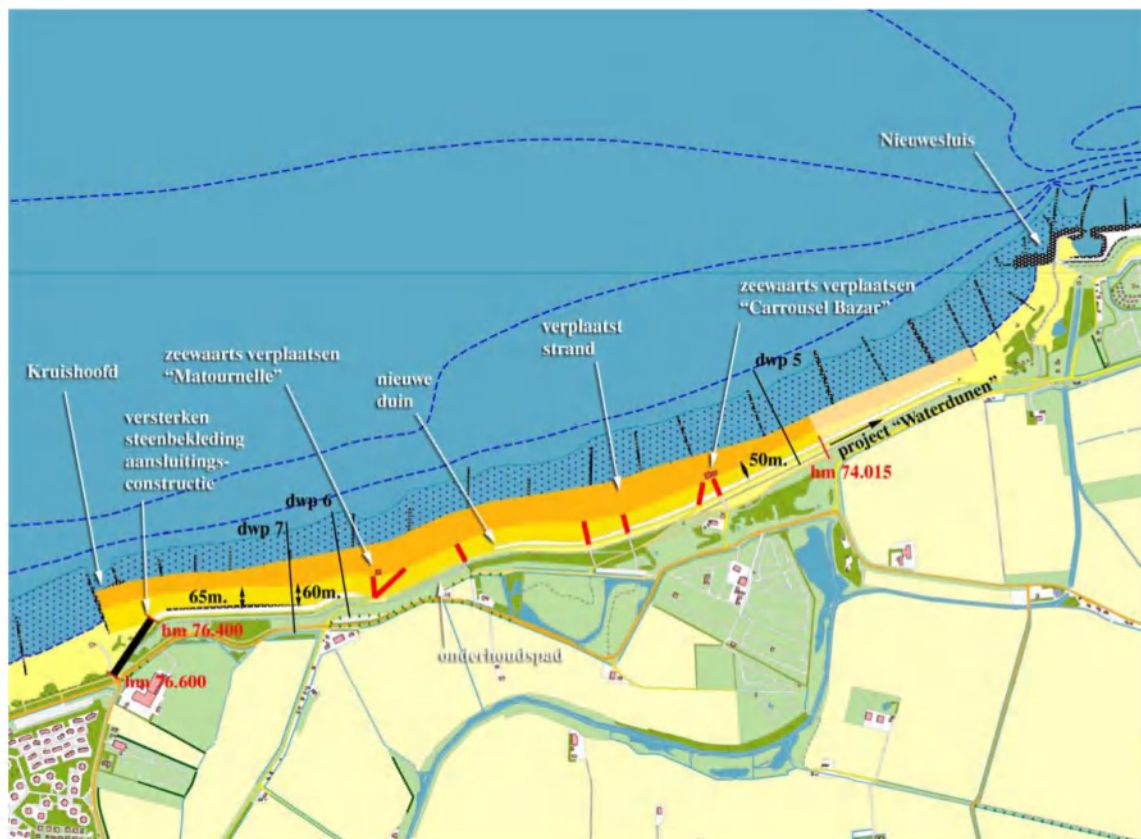 Nieuwesluis
zeewaarts verplaatsen
“Carrousel Bazar”
verplaatst
strand
zeewaarts verplaatsen
“Matournelle”
nieuwe
duin
Kruishoofd
versterken
steenbekleding
aansluitings-
constructie
dwp 5
dwp 6
dwp 7
project “Waterdunen”
50m.
hm 74.015
65m.
60m.
hm 76.400
onderhoudspad
hm 76.600